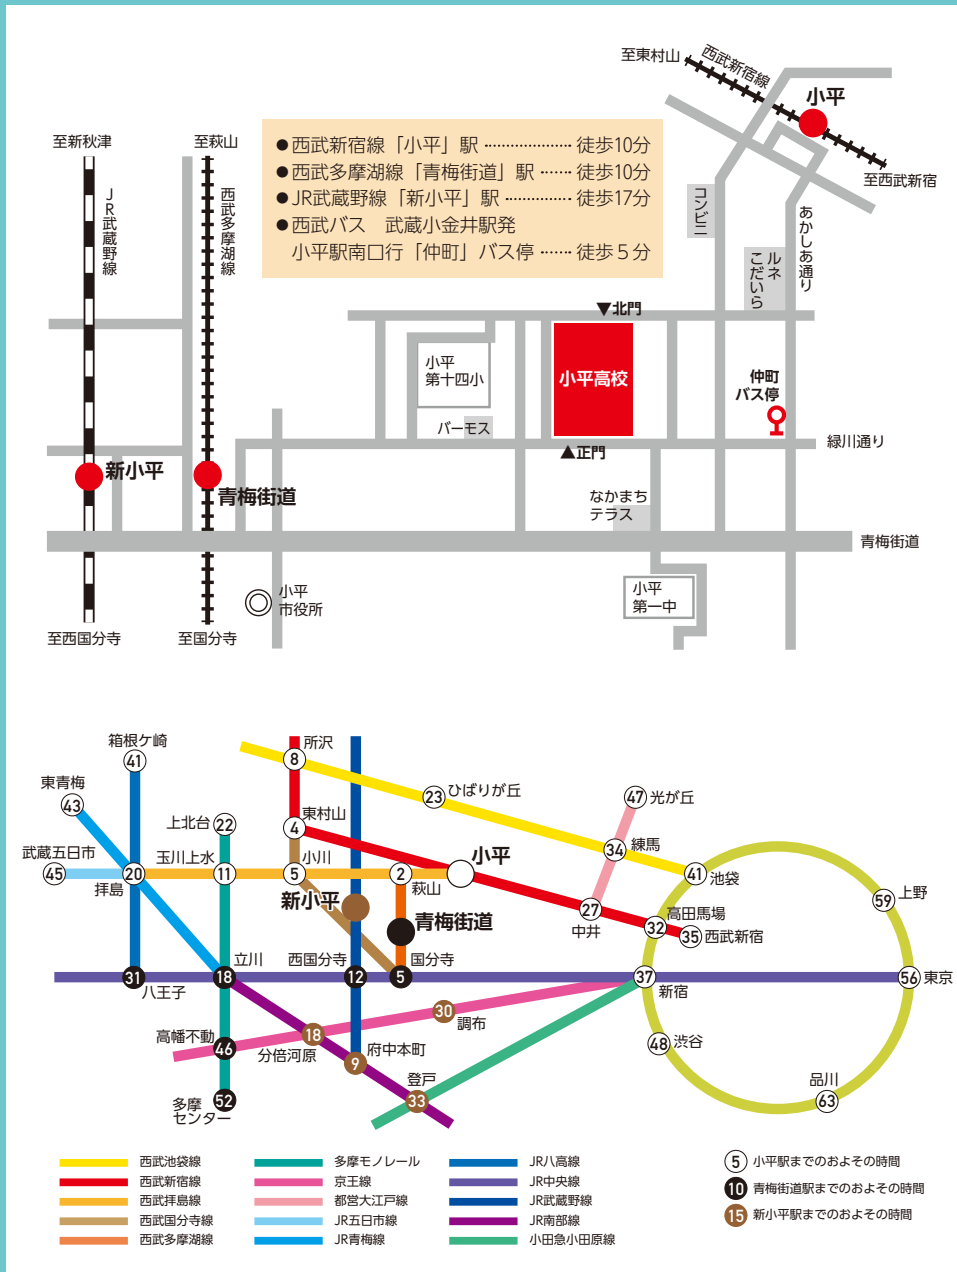 至東村山
西武新宿線
小平
至西武新宿
至新秋津
至萩山
JR武蔵野線
西武多摩湖線
●西武新宿線「小平」駅 ………………… 徒歩10分
●西武多摩湖線「青梅街道」駅 ……… 徒歩10分
●JR武蔵野線「新小平」駅 …………… 徒歩17分
●西武バス　武蔵小金井駅発
小平駅南口行「仲町」バス停 ……… 徒歩５分
コンビニ
あかしあ通り
ルネ
こだいら
▼北門
小平
第十四小
小平高校
仲町
バス停
バーモス
緑川通り
▲正門
新小平
青梅街道
なかまち
テラス
青梅街道
小平
市役所
小平
第一中
至西国分寺
至国分寺
箱根ケ崎
41
所沢
8
東青梅
43
ひばりが丘
23
47
光が丘
上北台
22
東村山
4
34
練馬
武蔵五日市
45
玉川上水
小川
小平
20
拝島
11
5
2
萩山
41
池袋
59
上野
新小平
青梅街道
27
中井
高田馬場
32
35
西武新宿
立川
西国分寺
国分寺
31
八王子
18
12
5
37
新宿
56
東京
高幡不動
46
分倍河原
18
30
調布
府中本町
9
48
渋谷
登戸
33
52
多摩
センター
品川
63
西武池袋線
西武新宿線
西武拝島線
西武国分寺線
西武多摩湖線
多摩モノレール
京王線
都営大江戸線
JR五日市線
JR青梅線
JR八高線
JR中央線
JR武蔵野線
JR南部線
小田急小田原線
5 小平駅までのおよその時間
10 青梅街道駅までのおよその時間
15 新小平駅までのおよその時間